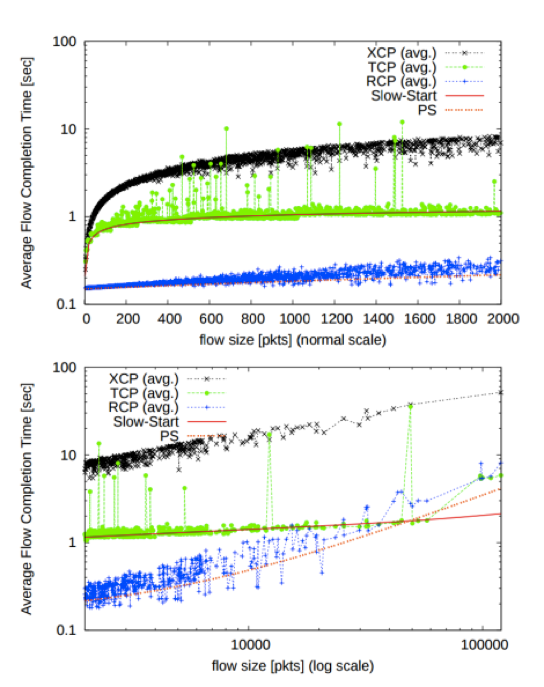 100
10
1
0.1
Average Flow Completion Time [sec]
XCP (avg.)
TCP (avg.)
RCP (avg.)
Slow-Start
PS
0 200 400 600 800 1000 1200 1400 1600 1800 2000
flow size [pkts] (normal scale)
100
10
1
0.1
Average Flow Completion Time [sec]
XCP (avg.)
TCP (avg.)
RCP (avg.)
Slow-Start
PS
10000 100000
flow size [pkts] (log scale)